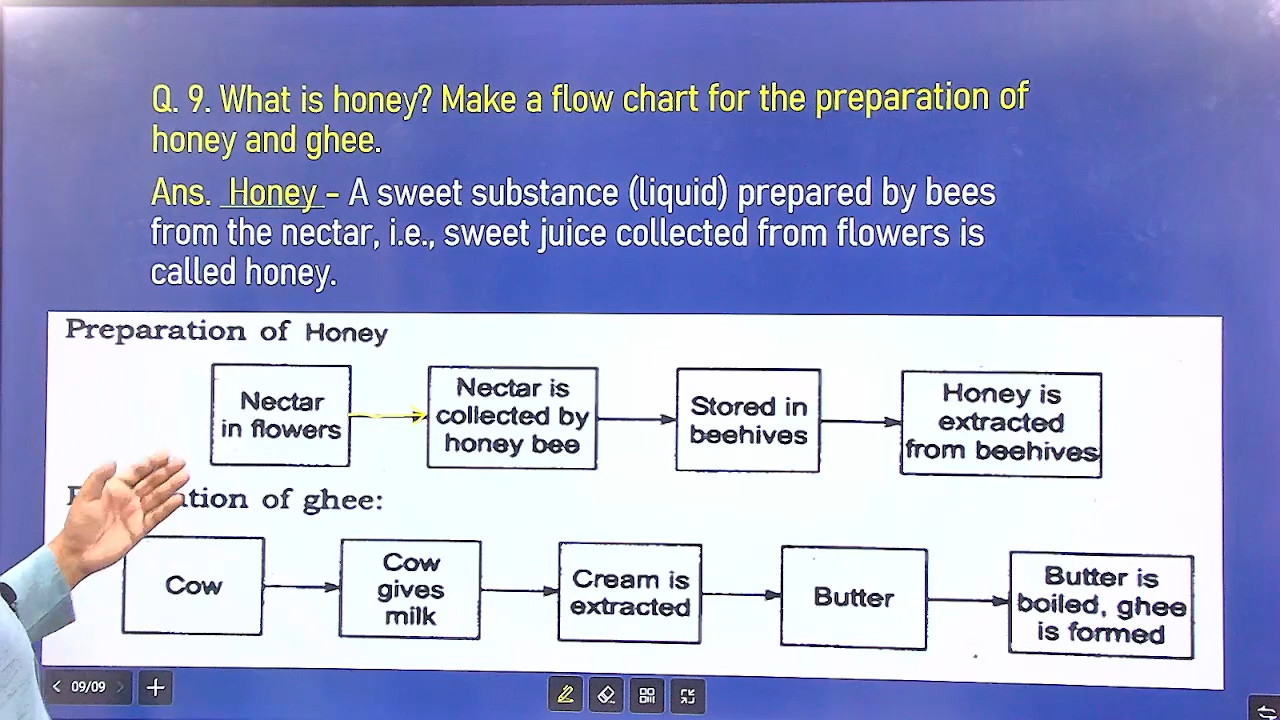 Q. 9. What is honey? Make a flow chart for the preparation of
honey and ghee.
Ans. Honey - A sweet substance (liquid) prepared by bees
from the nectar, i.e., sweet juice collected from flowers is
called honey.
Preparation of Honey
Nectar
in flowers
Nectar is
collected by
honey bee
Stored in
beehives
Honey is
extracted
from beehives
of ghee:
Cow
Cow
gives
milk
Cream is
extracted
Butter
Butter is
boiled, ghee
is formed
09/09